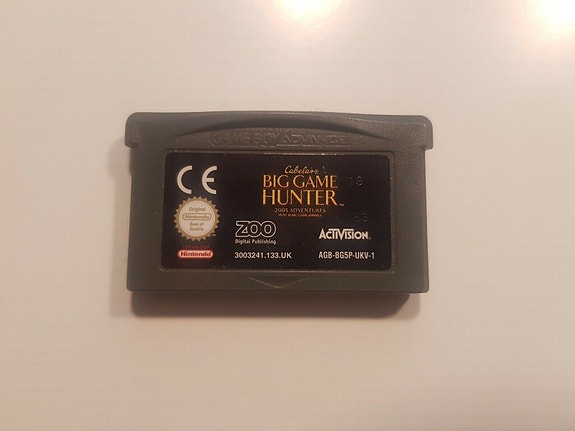 GAME BOY ADVANCE
CE
Cabela's®
BIG GAME
HUNTER™
2005 ADVENTURES
Original
Nintendo
Seal of
Quality
ZOO
Digital Publishing
ACTIVISION
Nintendo
3003241.133.UK
AGB-BG5P-UKV-1